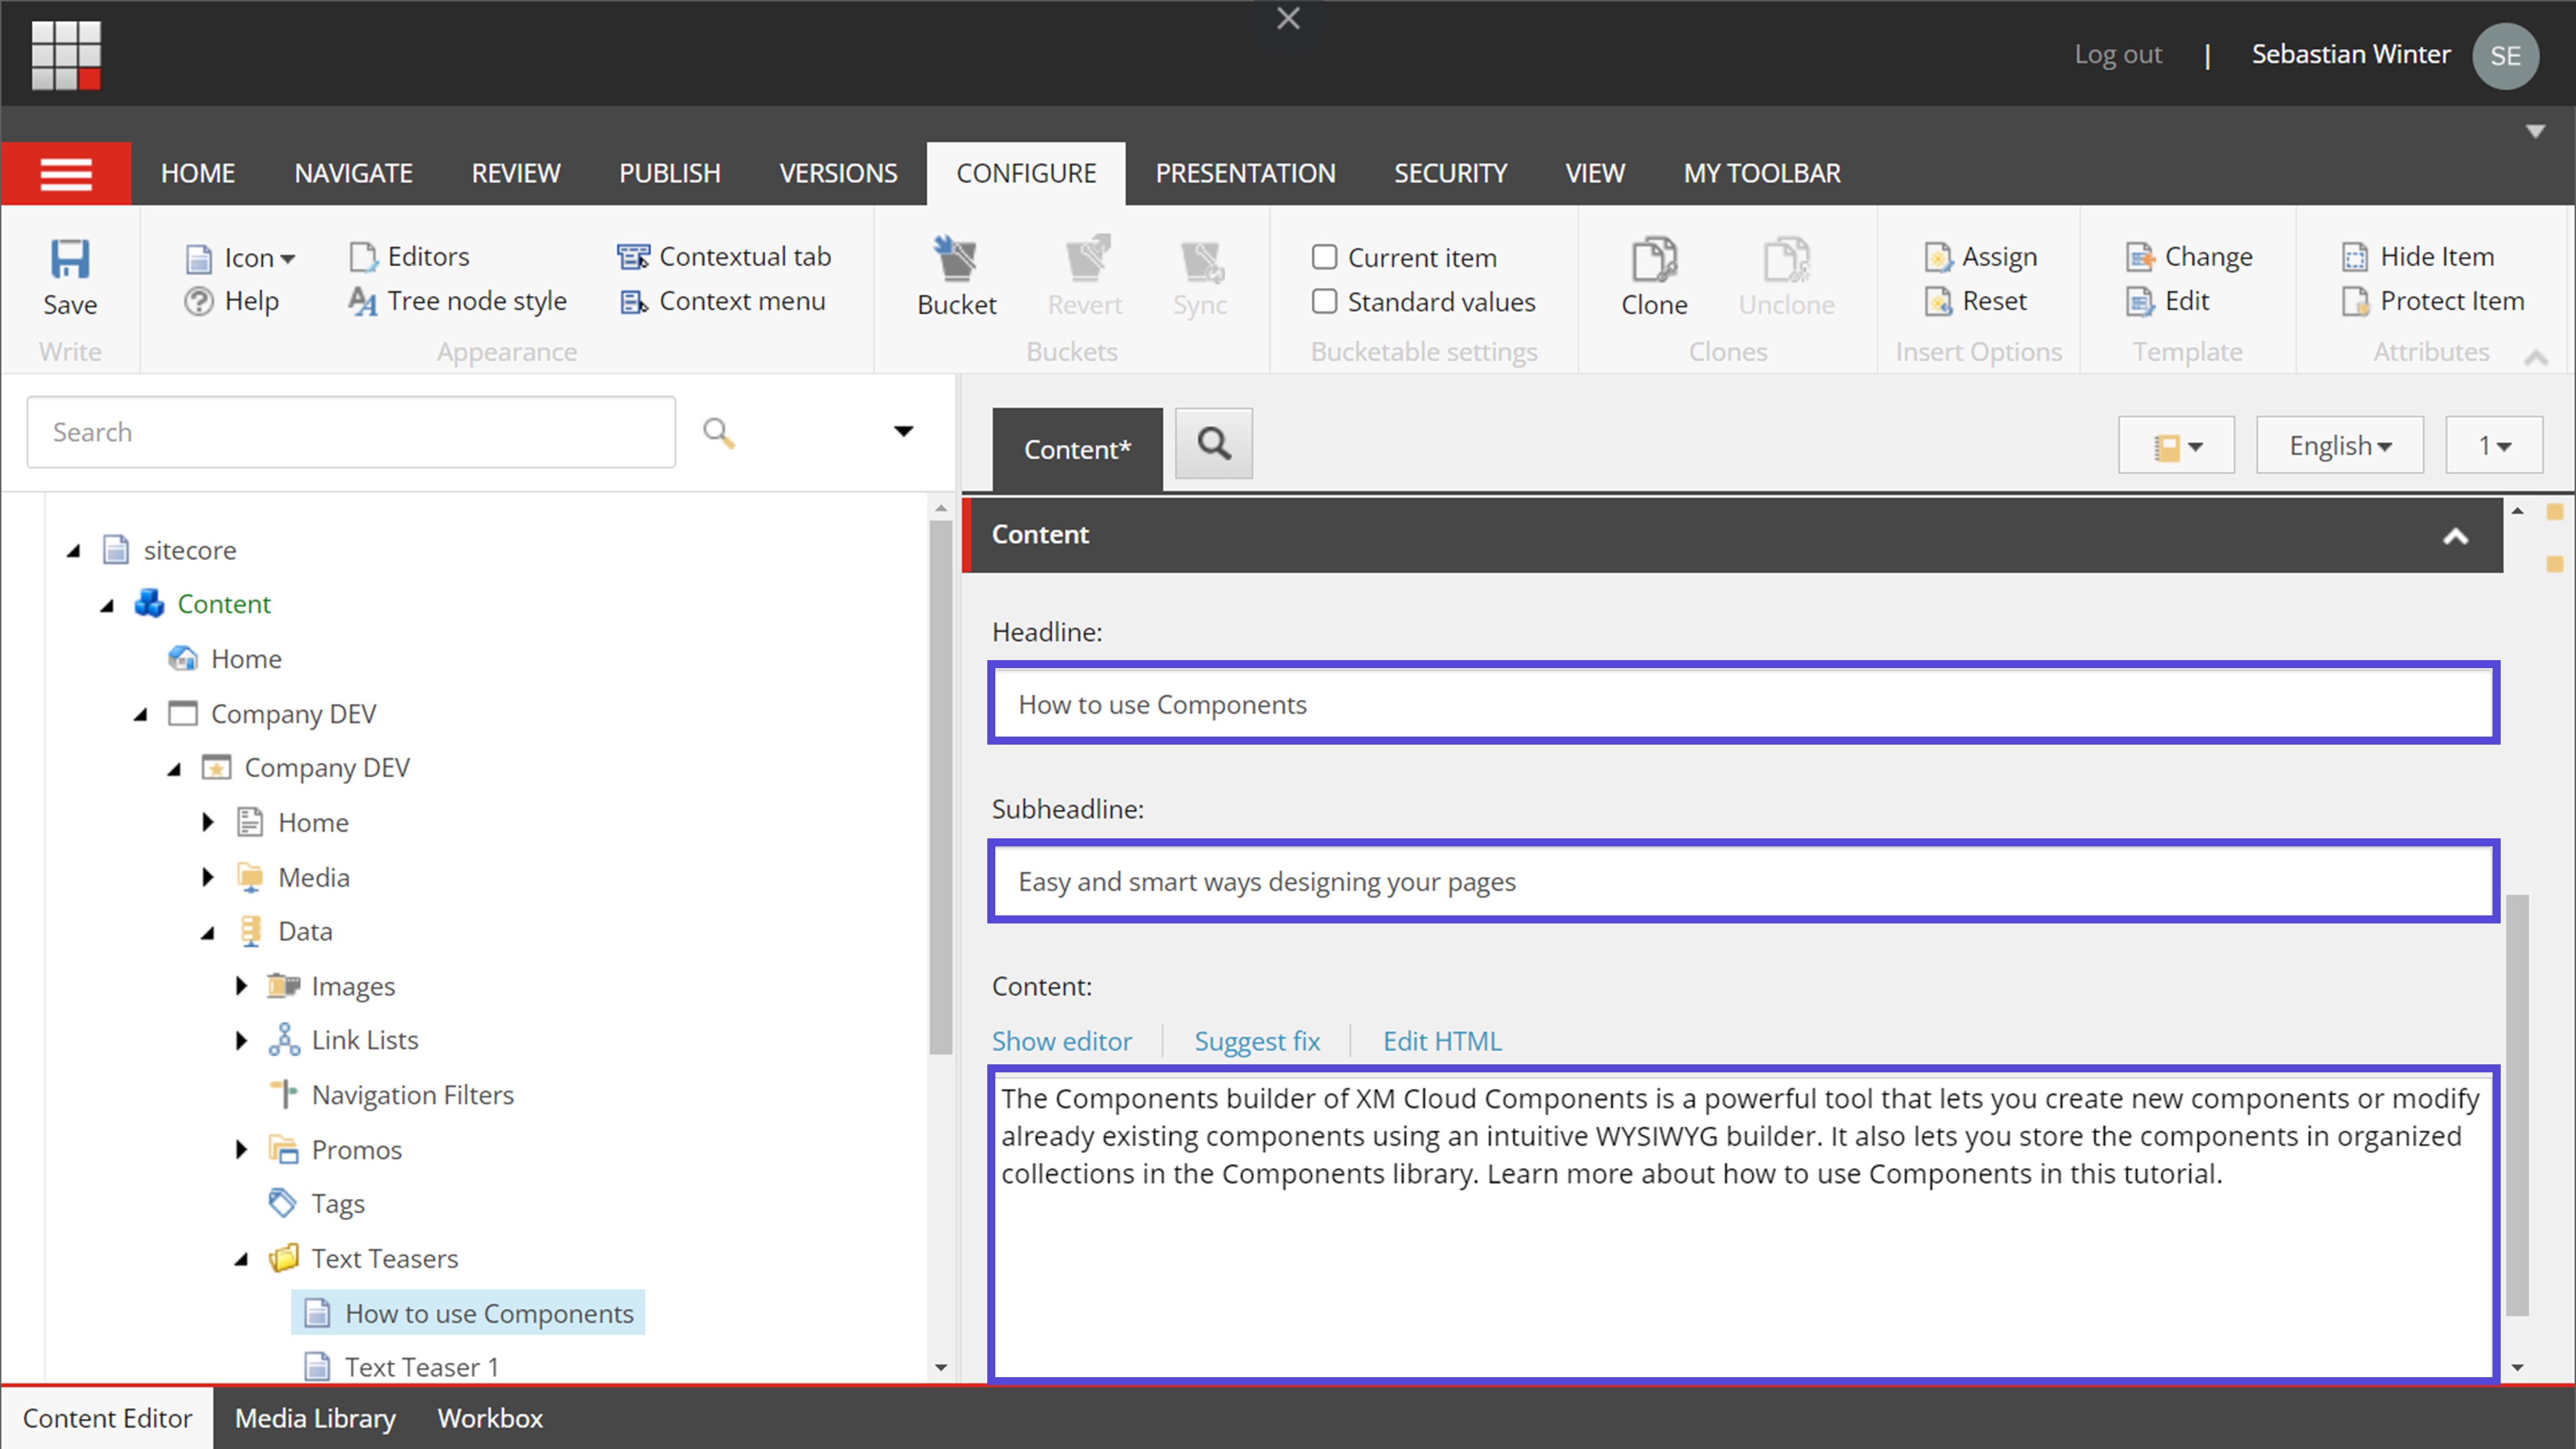 Log out | Sebastian Winter SE
HOME NAVIGATE REVIEW PUBLISH VERSIONS CONFIGURE PRESENTATION SECURITY VIEW MY TOOLBAR
Save
Write
Icon Editors Contextual tab
Help Tree node style Context menu
Appearance
Bucket Revert Sync
Buckets
Current item
Standard values
Bucketable settings
Clone Unclone
Clones
Assign
Reset
Insert Options
Change
Edit
Template
Hide Item
Protect Item
Attributes
Search
sitecore
Content
Home
Company DEV
Company DEV
Home
Media
Data
Images
Link Lists
Navigation Filters
Promos
Tags
Text Teasers
How to use Components
Text Teaser 1
Content*
English
1
Content
Headline:
How to use Components
Subheadline:
Easy and smart ways designing your pages
Content:
Show editor Suggest fix Edit HTML
The Components builder of XM Cloud Components is a powerful tool that lets you create new components or modify
already existing components using an intuitive WYSIWYG builder. It also lets you store the components in organized
collections in the Components library. Learn more about how to use Components in this tutorial.
Content Editor Media Library Workbox